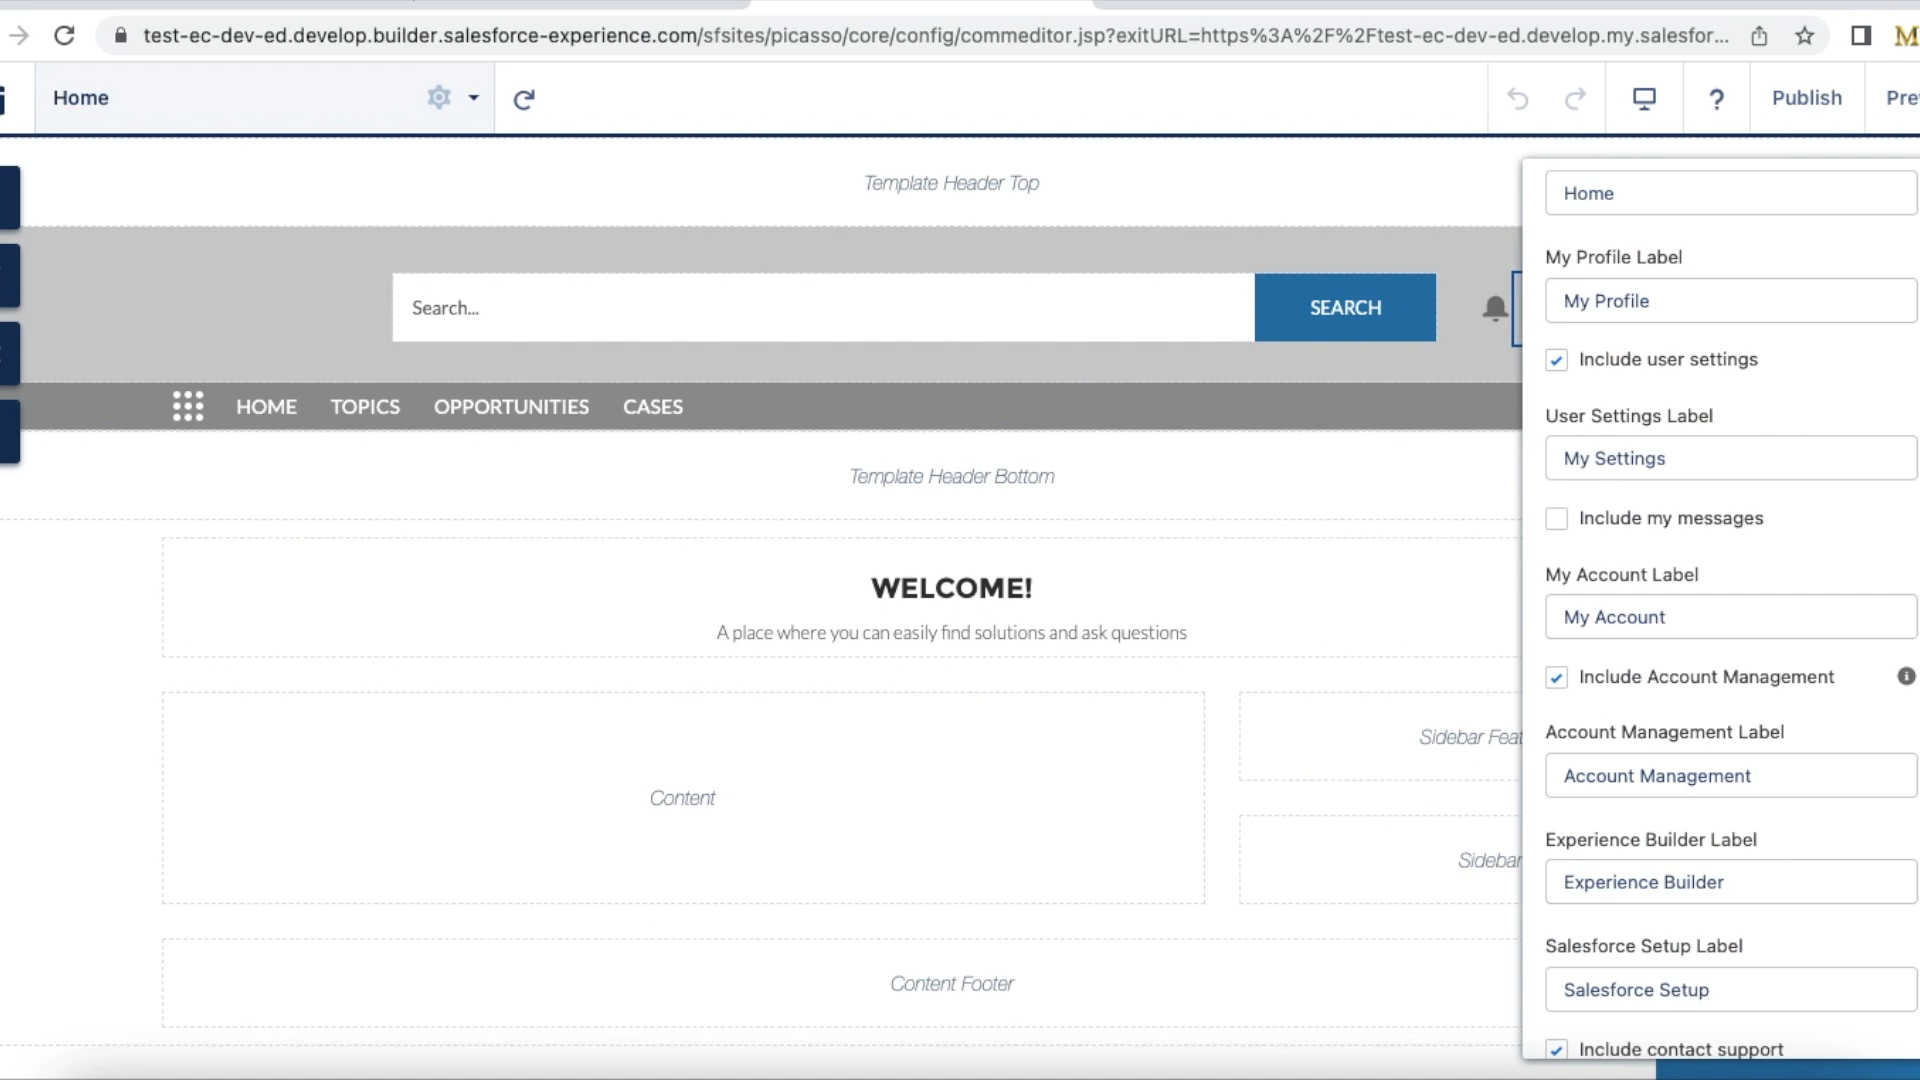 test-ec-dev-ed.develop.builder.salesforce-experience.com/sfsites/picasso/core/config/commeditor.jsp?exitURL=https%3A%2F%2Ftest-ec-dev-ed.develop.my.salesfor...
M
Home
?
Publish
Pre
Template Header Top
Search...
SEARCH
HOME TOPICS OPPORTUNITIES CASES
Template Header Bottom
WELCOME!
A place where you can easily find solutions and ask questions
Content
Sidebar Feat
Sidebar
Content Footer
Home
My Profile Label
My Profile
Include user settings
User Settings Label
My Settings
Include my messages
My Account Label
My Account
Include Account Management
Account Management Label
Account Management
Experience Builder Label
Experience Builder
Salesforce Setup Label
Salesforce Setup
Include contact support